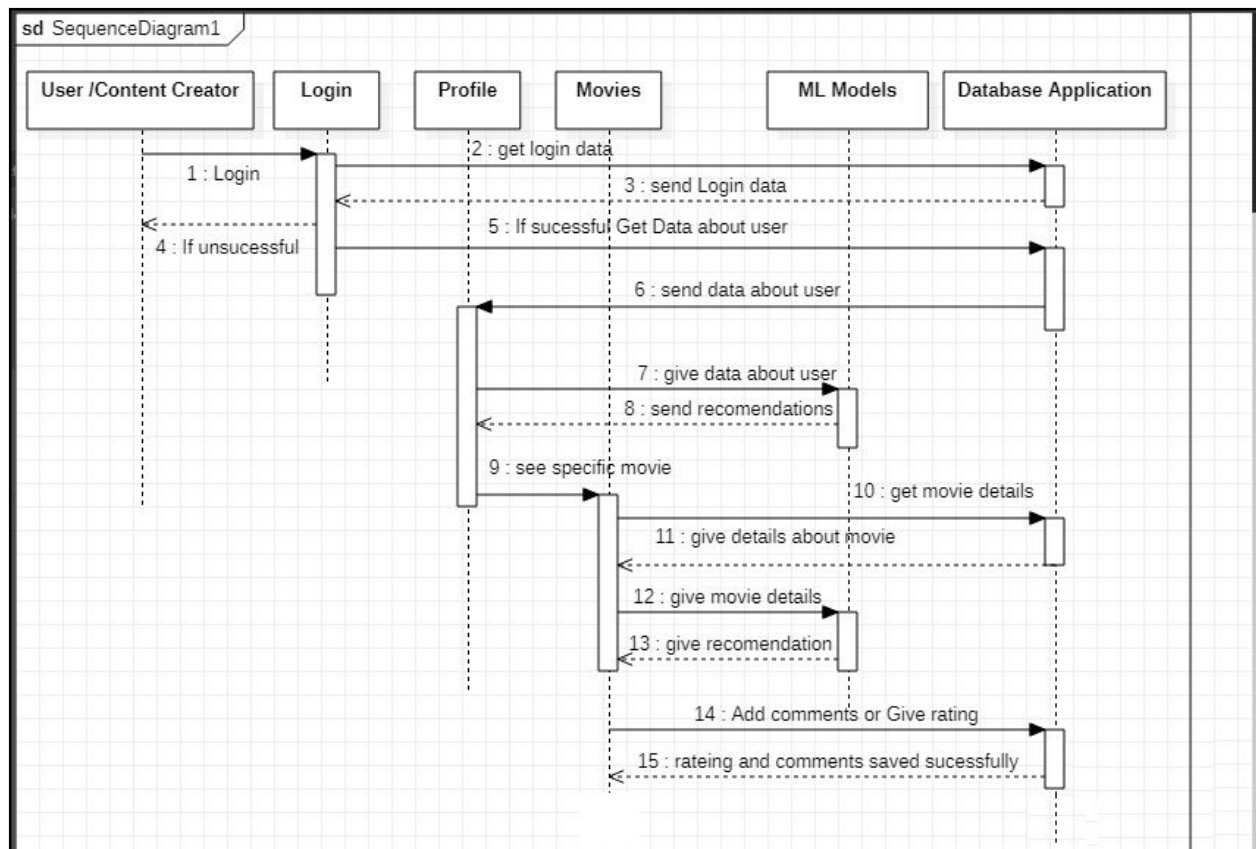 sd SequenceDiagram1
User /Content Creator
Login
Profile
Movies
ML Models
Database Application
1 : Login
2 : get login data
3 : send Login data
4 : If unsucessful
5 : If sucessful Get Data about user
6 : send data about user
7 : give data about user
8 : send recomendations
9 : see specific movie
10 : get movie details
11 : give details about movie
12 : give movie details
13 : give recomendation
14 : Add comments or Give rating
15 : rateing and comments saved sucessfully